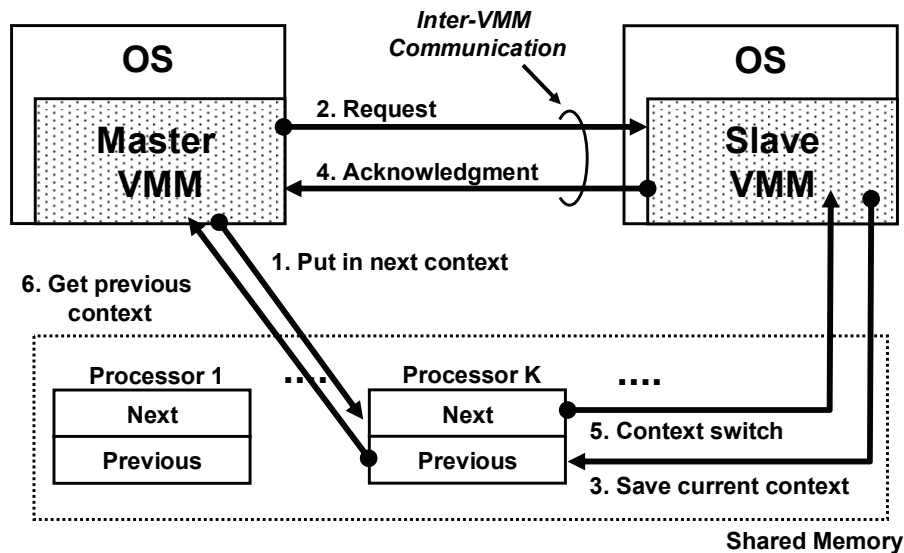 Inter-VMM
Communication
OS
OS
2. Request
Master
VMM
Slave
VMM
4. Acknowledgment
1. Put in next context
6. Get previous
context
Processor 1
....
Processor K
....
Next
Next
5. Context switch
Previous
Previous
3. Save current context
Shared Memory